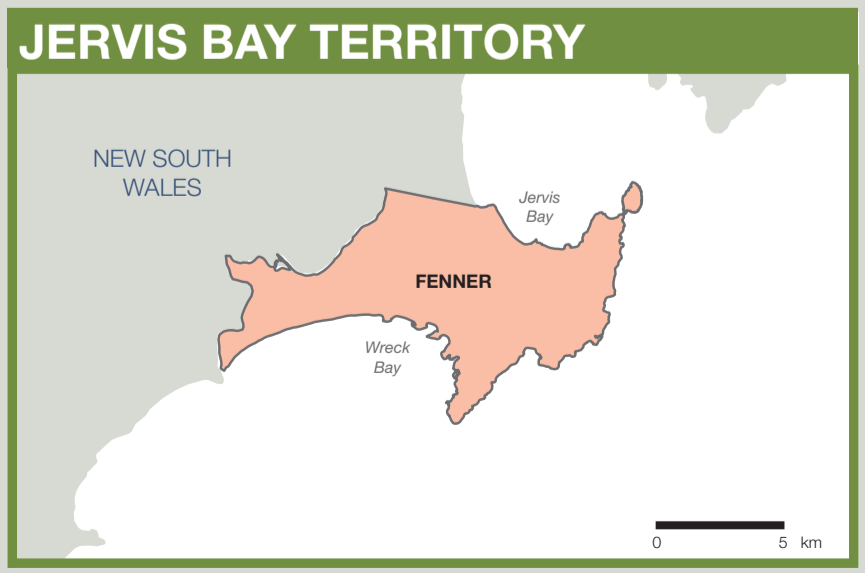 JERVIS BAY TERRITORY
NEW SOUTH
WALES
Jervis
Bay
FENNER
Wreck
Bay
0 5 km